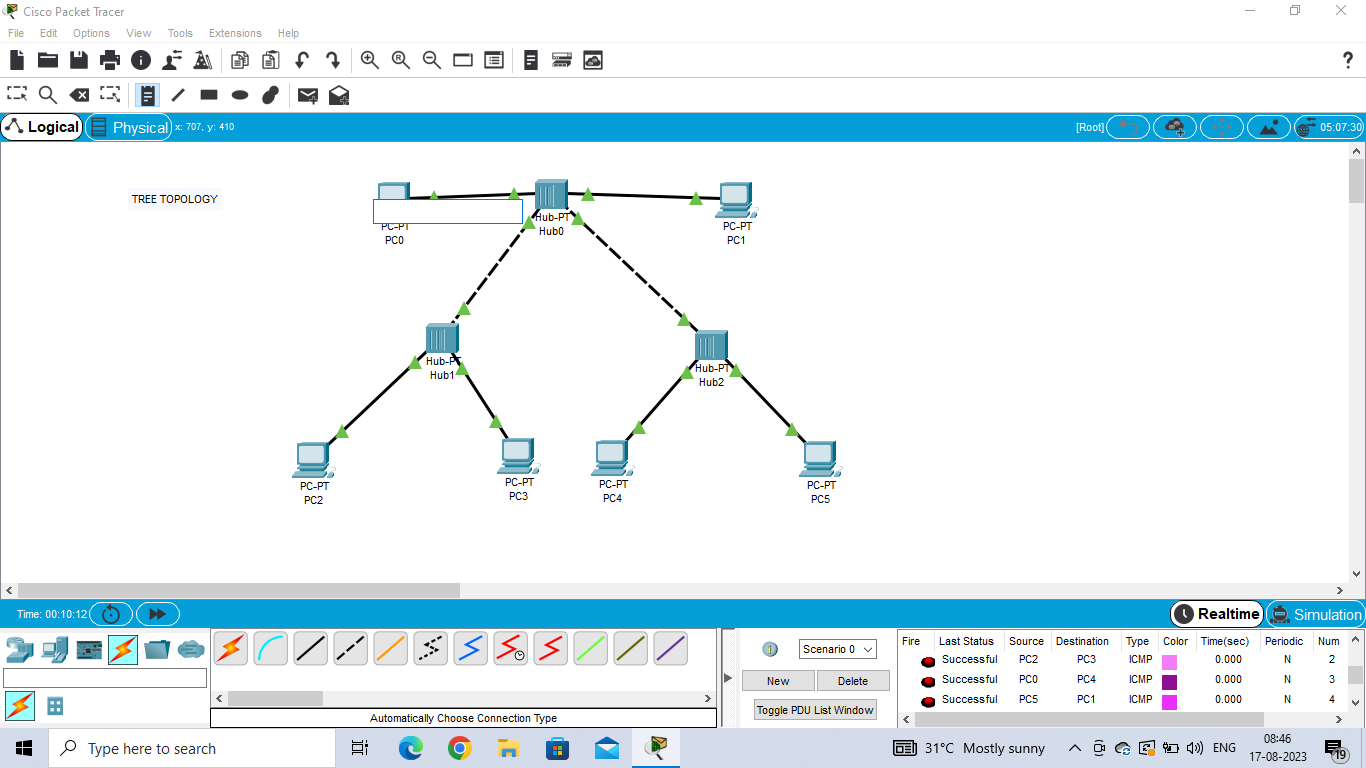 Cisco Packet Tracer
File Edit Options View Tools Extensions Help
Logical Physical x: 707, y: 410 [Root] 05:07:30
TREE TOPOLOGY
PC-PT
PC0
Hub-PT
Hub0
PC-PT
PC1
Hub-PT
Hub1
Hub-PT
Hub2
PC-PT
PC2
PC-PT
PC3
PC-PT
PC4
PC-PT
PC5
Time: 00:10:12 Realtime Simulation
Automatically Choose Connection Type
Scenario 0
New Delete
Toggle PDU List Window
Fire Last Status Source Destination Type Color Time(sec) Periodic Num
Successful PC2 PC3 ICMP 0.000 N 2
Successful PC0 PC4 ICMP 0.000 N 3
Successful PC5 PC1 ICMP 0.000 N 4
Type here to search
31°C Mostly sunny ENG 08:46
17-08-2023 19